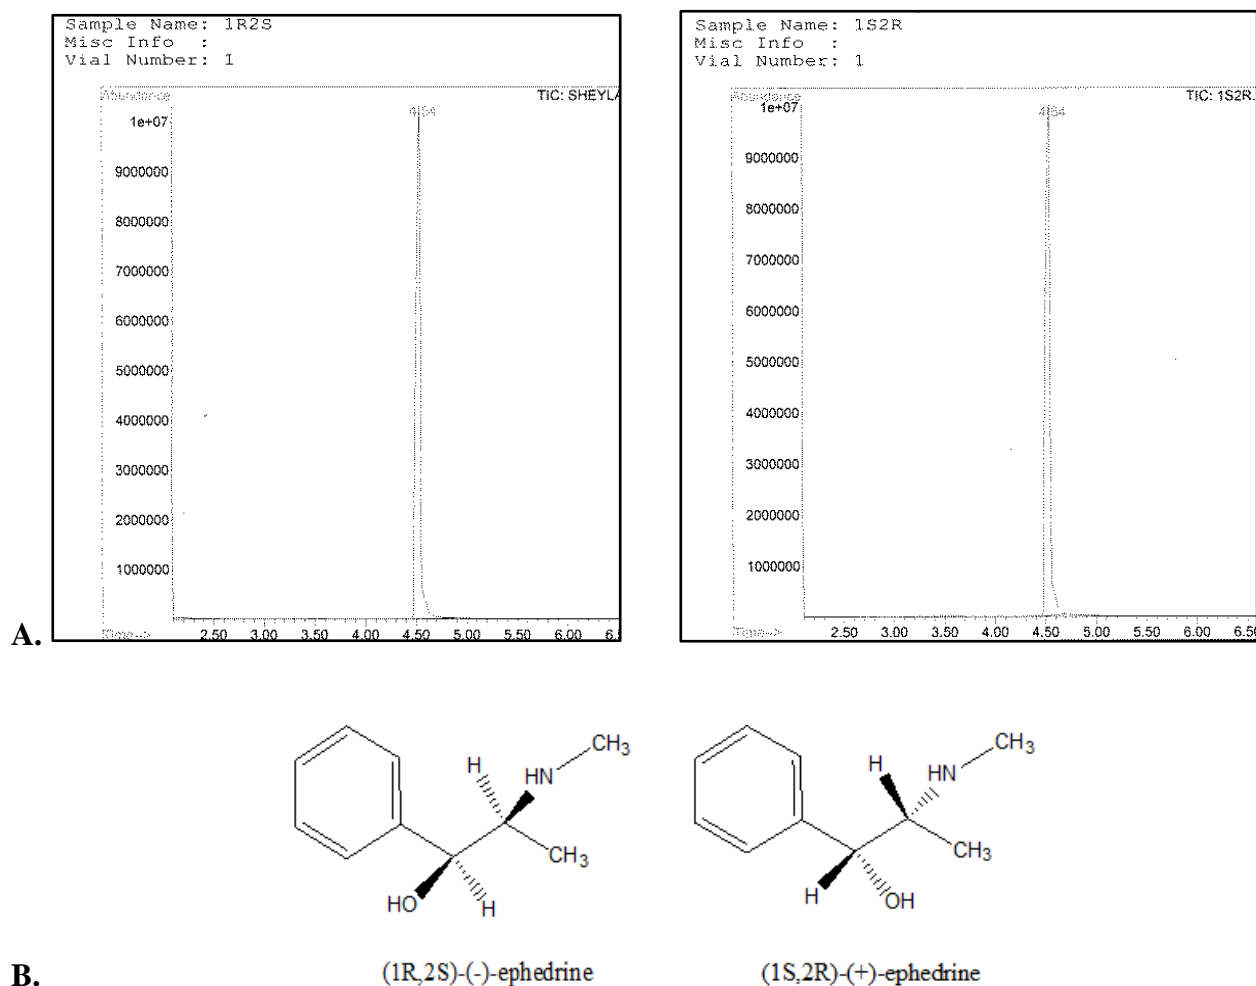 Sample Name: 1R2S
Misc Info :
Vial Number: 1
Abundance
TIC: SHEYLA
1e+07
9000000
8000000
7000000
6000000
5000000
4000000
3000000
2000000
1000000
Time-->
2.50 3.00 3.50 4.00 4.50 5.00 5.50 6.00
Sample Name: 1S2R
Misc Info :
Vial Number: 1
Abundance
TIC: 1S2R.
1e+07
9000000
8000000
7000000
6000000
5000000
4000000
3000000
2000000
1000000
Time-->
2.50 3.00 3.50 4.00 4.50 5.00 5.50 6.00 6.50
A.
H
HN
CH3
CH3
HO
H
H
HN
CH3
CH3
H
OH
B.
(1R,2S)-(-)-ephedrine
(1S,2R)-(+)-ephedrine